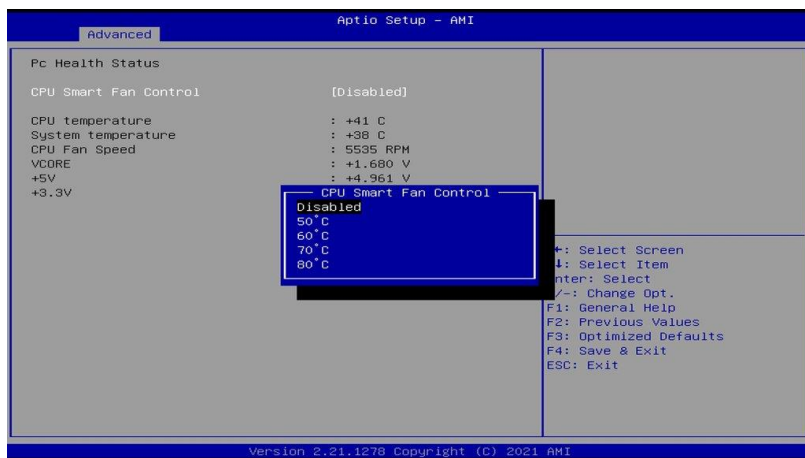 Aptio Setup – AMI
Advanced
Pc Health Status
CPU Smart Fan Control [Disabled]
CPU temperature : +41 C
System temperature : +38 C
CPU Fan Speed : 5535 RPM
VCORE : +1.680 V
+5V : +4.961 V
+3.3V
CPU Smart Fan Control
Disabled
50°C
60°C
70°C
80°C
: Select Screen
: Select Item
nter: Select
/-: Change Opt.
F1: General Help
F2: Previous Values
F3: Optimized Defaults
F4: Save & Exit
ESC: Exit
Version 2.21.1278 Copyright (C) 2021 AMI